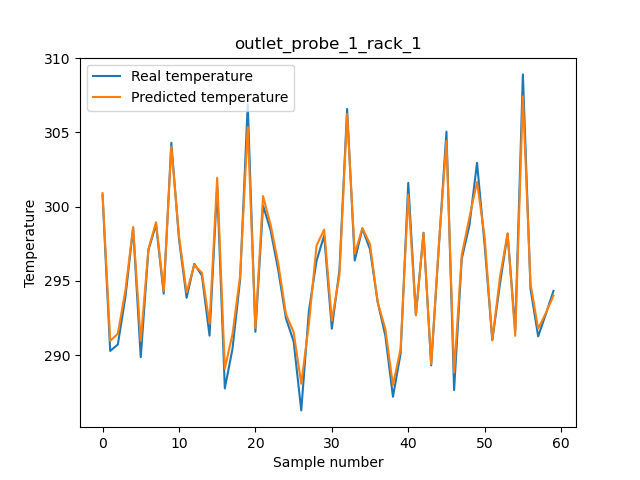 outlet_probe_1_rack_1
Real temperature
Predicted temperature
310
305
300
295
290
Temperature
0 10 20 30 40 50 60
Sample number